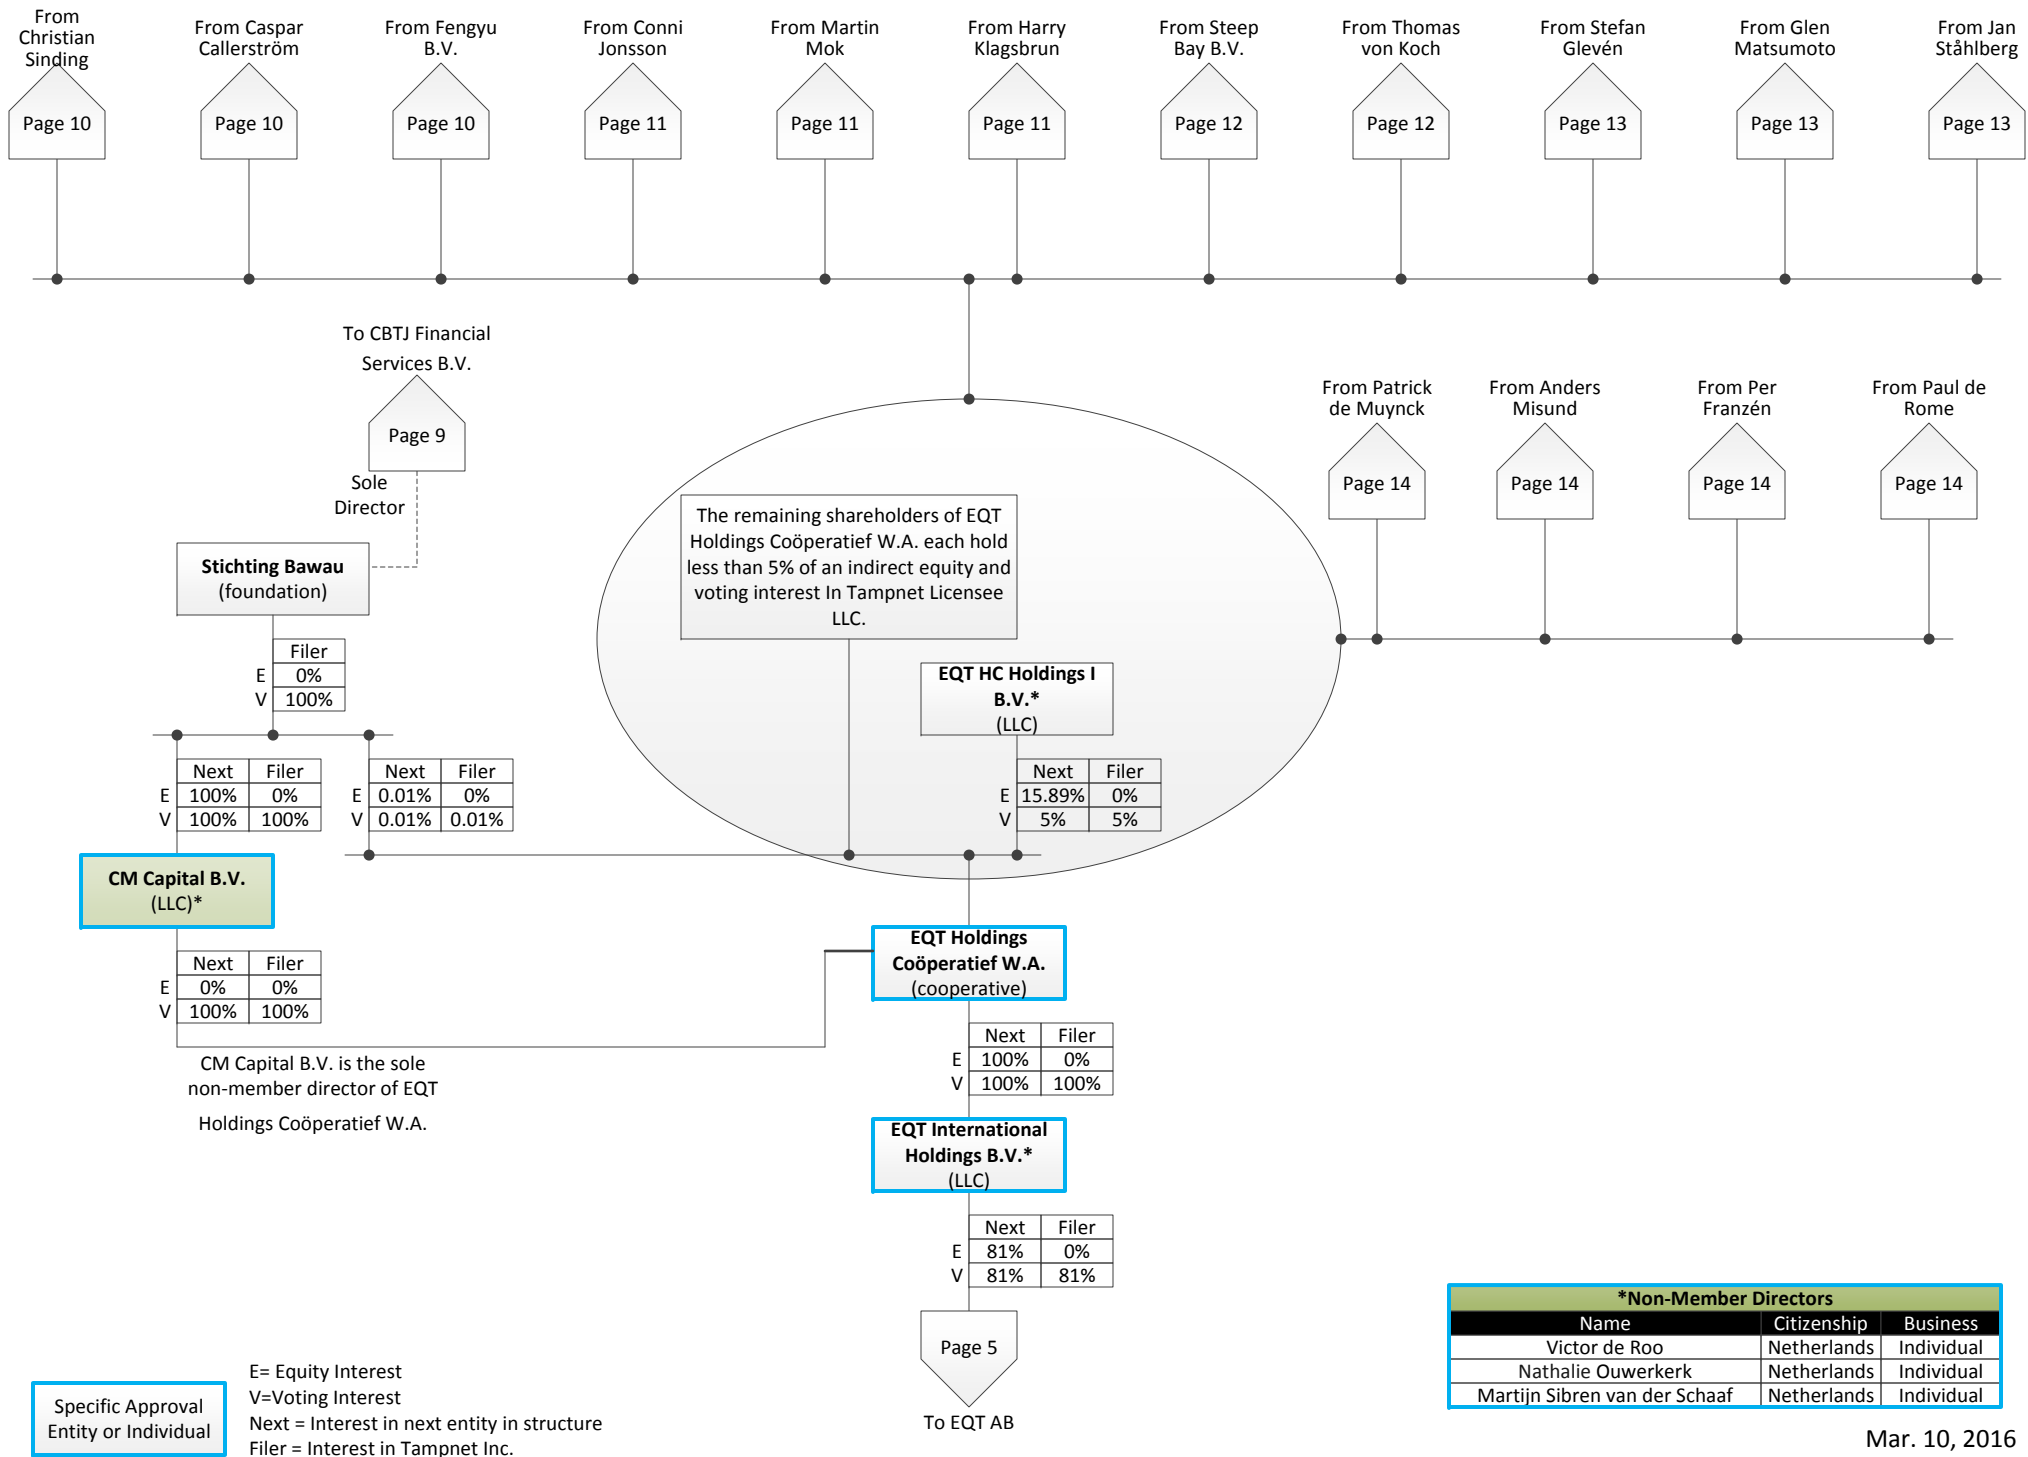 From
Christian
Sinding
From Caspar
Callerström
From Fengyu
B.V.
From Conni
Jonsson
From Martin
Mok
From Harry
Klagsbrun
From Steep
Bay B.V.
From Thomas
von Koch
From Stefan
Glevén
From Glen
Matsumoto
From Jan
Ståhlberg
Page 10
Page 10
Page 10
Page 11
Page 11
Page 11
Page 12
Page 12
Page 13
Page 13
Page 13
To CBTJ Financial
Services B.V.
Page 9
Sole
Director
From Patrick
de Muynck
From Anders
Misund
From Per
Franzén
From Paul de
Rome
Page 14
Page 14
Page 14
Page 14
The remaining shareholders of EQT
Holdings Coöperatief W.A. each hold
less than 5% of an indirect equity and
voting interest In Tampnet Licensee
LLC.
Stichting Bawau
(foundation)
Filer
E 0%
V 100%
EQT HC Holdings I
B.V.*
(LLC)
Next Filer
E 100% 0%
V 100% 100%
Next Filer
E 0.01% 0%
V 0.01% 0.01%
Next Filer
E 15.89% 0%
V 5% 5%
CM Capital B.V.
(LLC)*
Next Filer
E 0% 0%
V 100% 100%
CM Capital B.V. is the sole
non-member director of EQT
Holdings Coöperatief W.A.
EQT Holdings
Coöperatief W.A.
(cooperative)
Next Filer
E 100% 0%
V 100% 100%
EQT International
Holdings B.V.*
(LLC)
Next Filer
E 81% 0%
V 81% 81%
Page 5
To EQT AB
Specific Approval
Entity or Individual
E= Equity Interest
V=Voting Interest
Next = Interest in next entity in structure
Filer = Interest in Tampnet Inc.
*Non-Member Directors
Name Citizenship Business
Victor de Roo Netherlands Individual
Nathalie Ouwerkerk Netherlands Individual
Martijn Sibren van der Schaaf Netherlands Individual
Mar. 10, 2016